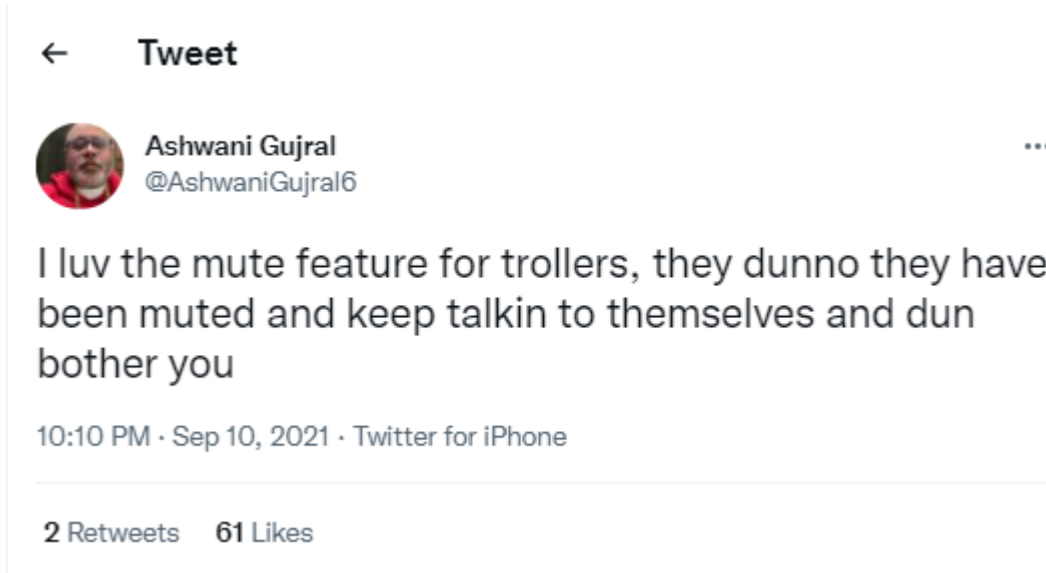 Tweet
Ashwani Gujral
@AshwaniGujral6
I luv the mute feature for trollers, they dunno they have
been muted and keep talkin to themselves and dun
bother you
10:10 PM · Sep 10, 2021 · Twitter for iPhone
2 Retweets 61 Likes